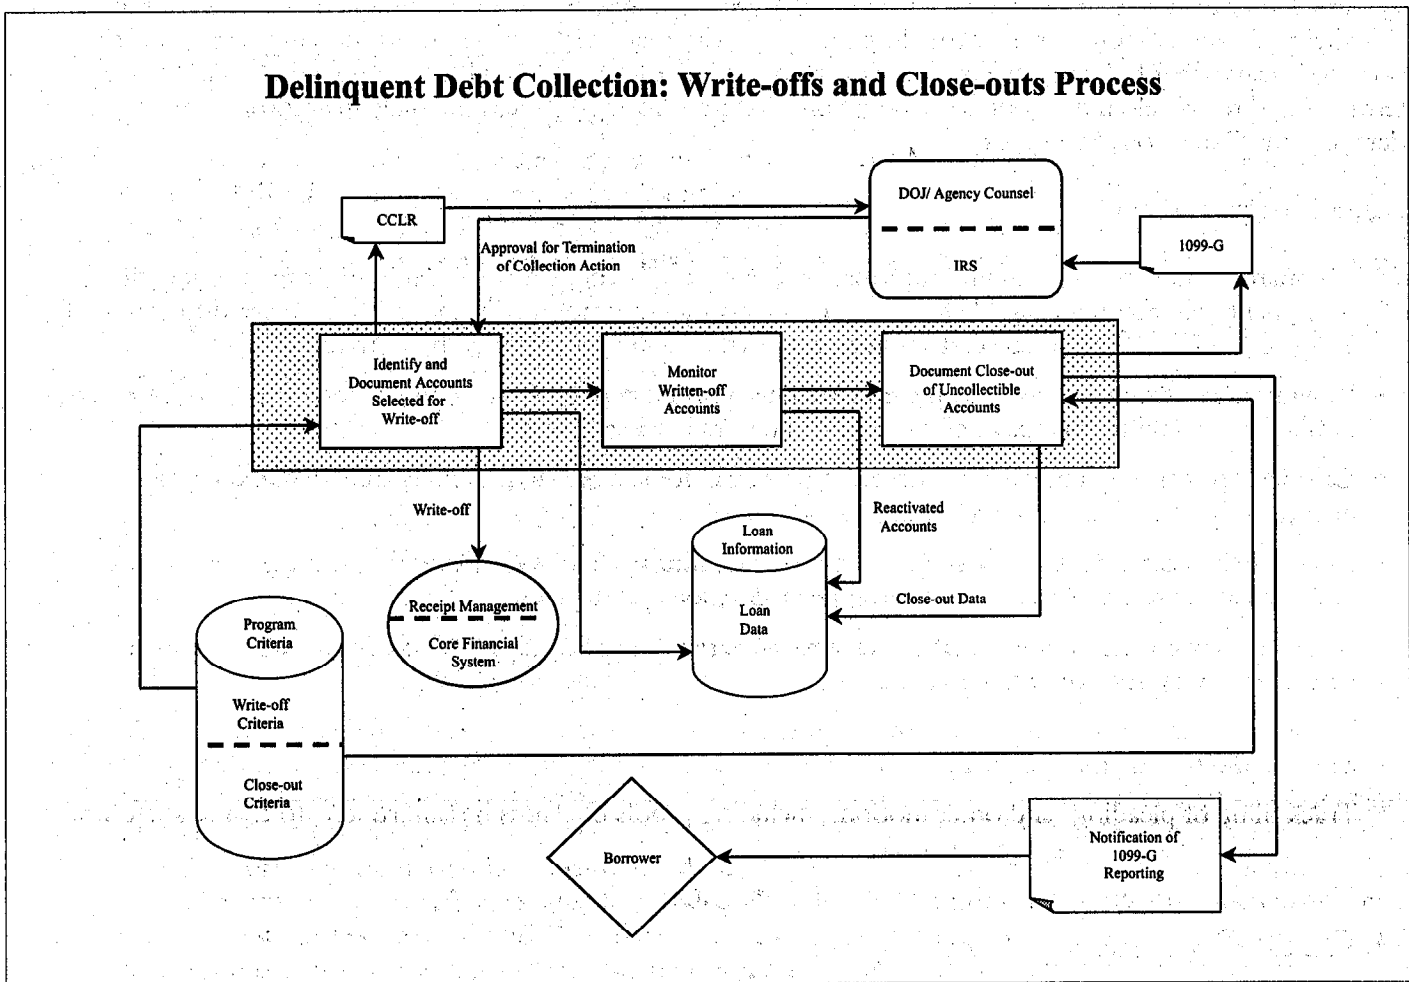 Delinquent Debt Collection: Write-offs and Close-outs Process
DOJ/ Agency Counsel
CCLR
1099-G
Approval for Termination
of Collection Action
IRS
Identify and
Document Accounts
Selected for
Write-off
Monitor
Written-off
Accounts
Document Close-out
of Uncollectible
Accounts
Write-off
Reactivated
Accounts
Loan
Information
Loan
Data
Close-out Data
Receipt Management
Core Financial
System
Program
Criteria
Write-off
Criteria
Close-out
Criteria
Borrower
Notification of
1099-G
Reporting